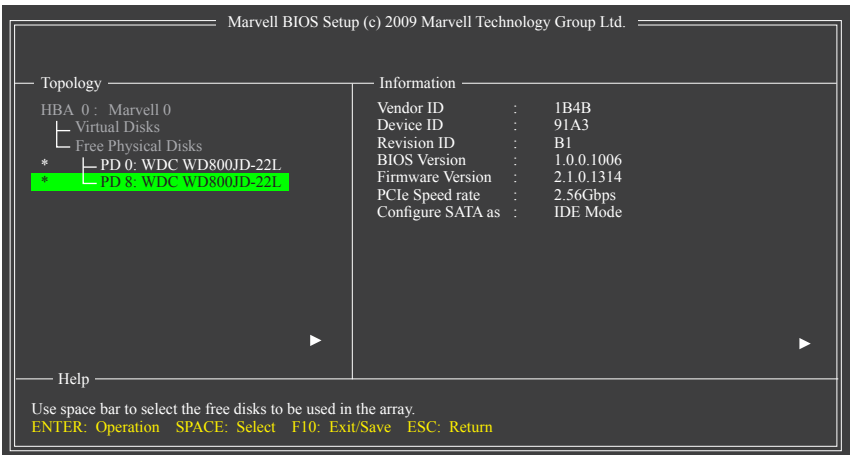 Marvell BIOS Setup (c) 2009 Marvell Technology Group Ltd.
Topology
HBA 0 : Marvell 0
Virtual Disks
Free Physical Disks
* PD 0: WDC WD800JD-22L
* PD 8: WDC WD800JD-22L
Information
Vendor ID : 1B4B
Device ID : 91A3
Revision ID : B1
BIOS Version : 1.0.0.1006
Firmware Version : 2.1.0.1314
PCIe Speed rate : 2.56Gbps
Configure SATA as : IDE Mode
Help
Use space bar to select the free disks to be used in the array.
ENTER: Operation SPACE: Select F10: Exit/Save ESC: Return